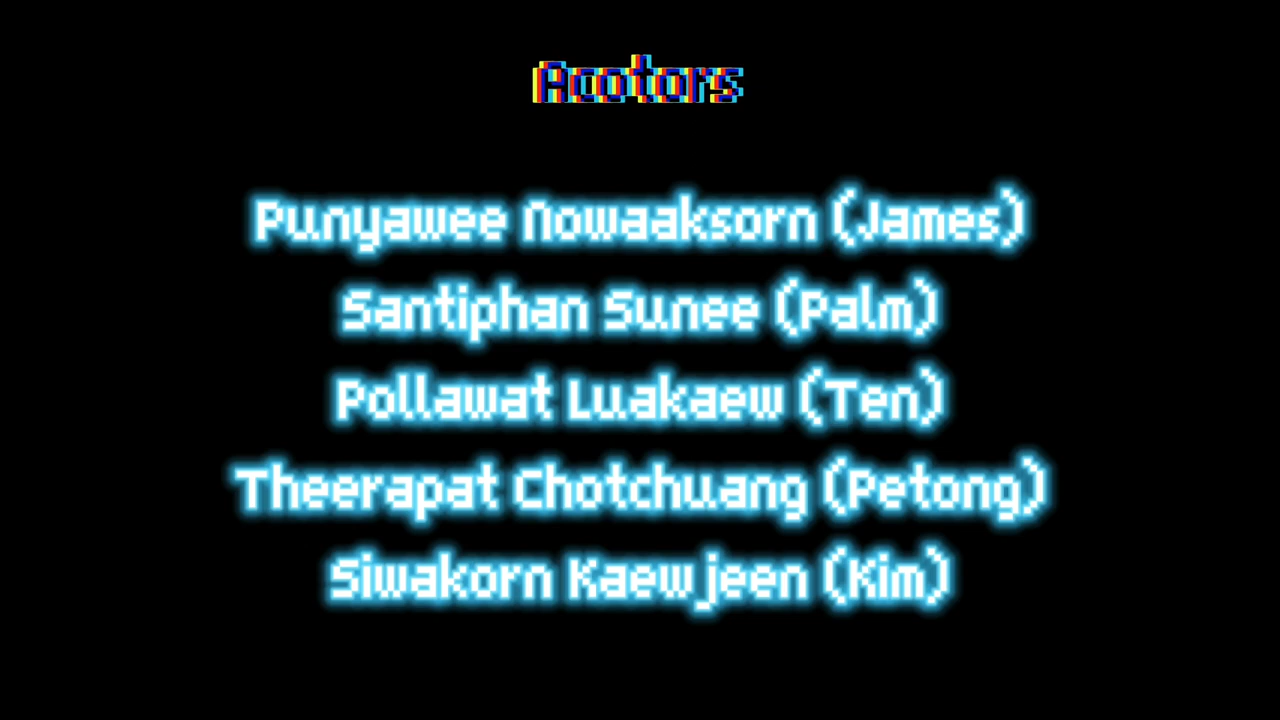 Acotors
Punyawee Nowaaksorn (James)
Santiphan Sunee (Palm)
Pollawat Luakaew (Ten)
Theerapat Chotchuang (Petong)
Siwakorn Kaewjeen (Kim)